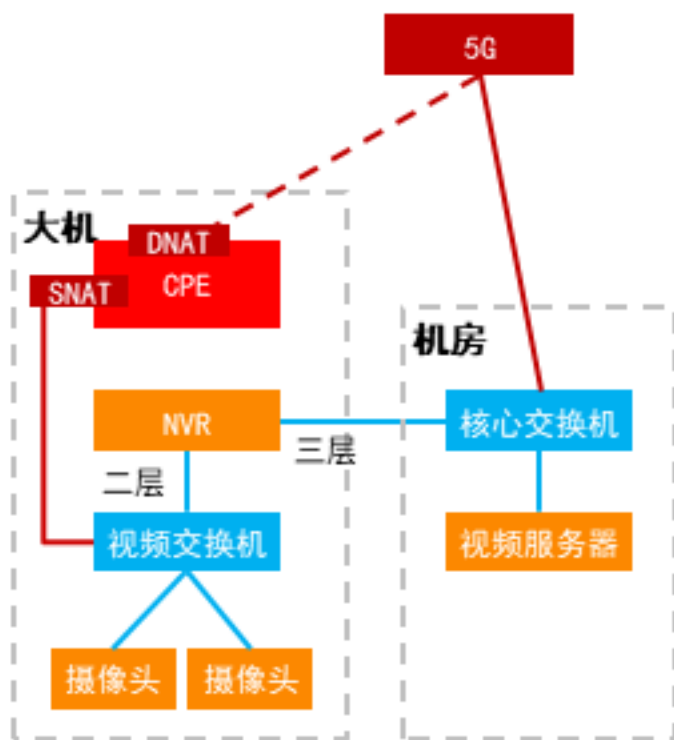 5G
大机
DNAT
SNAT
CPE
机房
NVR
核心交换机
三层
二层
视频交换机
视频服务器
摄像头
摄像头